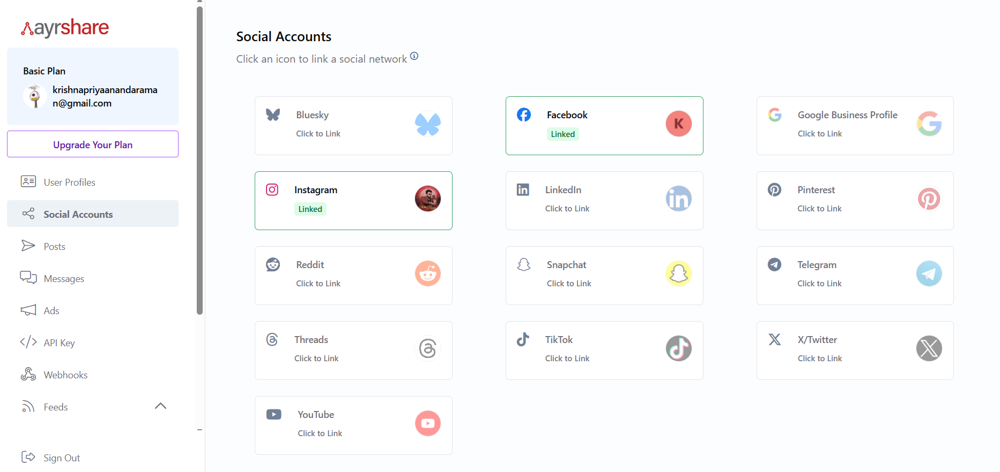 ayrshare
Basic Plan
krishnapriyaanandarama
n@gmail.com
Upgrade Your Plan
User Profiles
Social Accounts
Posts
Messages
Ads
API Key
Webhooks
Feeds
Sign Out
Social Accounts
Click an icon to link a social network
Bluesky
Click to Link
Facebook
Linked
K
Google Business Profile
Click to Link
Instagram
Linked
LinkedIn
Click to Link
Pinterest
Click to Link
Reddit
Click to Link
Snapchat
Click to Link
Telegram
Click to Link
Threads
Click to Link
TikTok
Click to Link
X/Twitter
Click to Link
YouTube
Click to Link